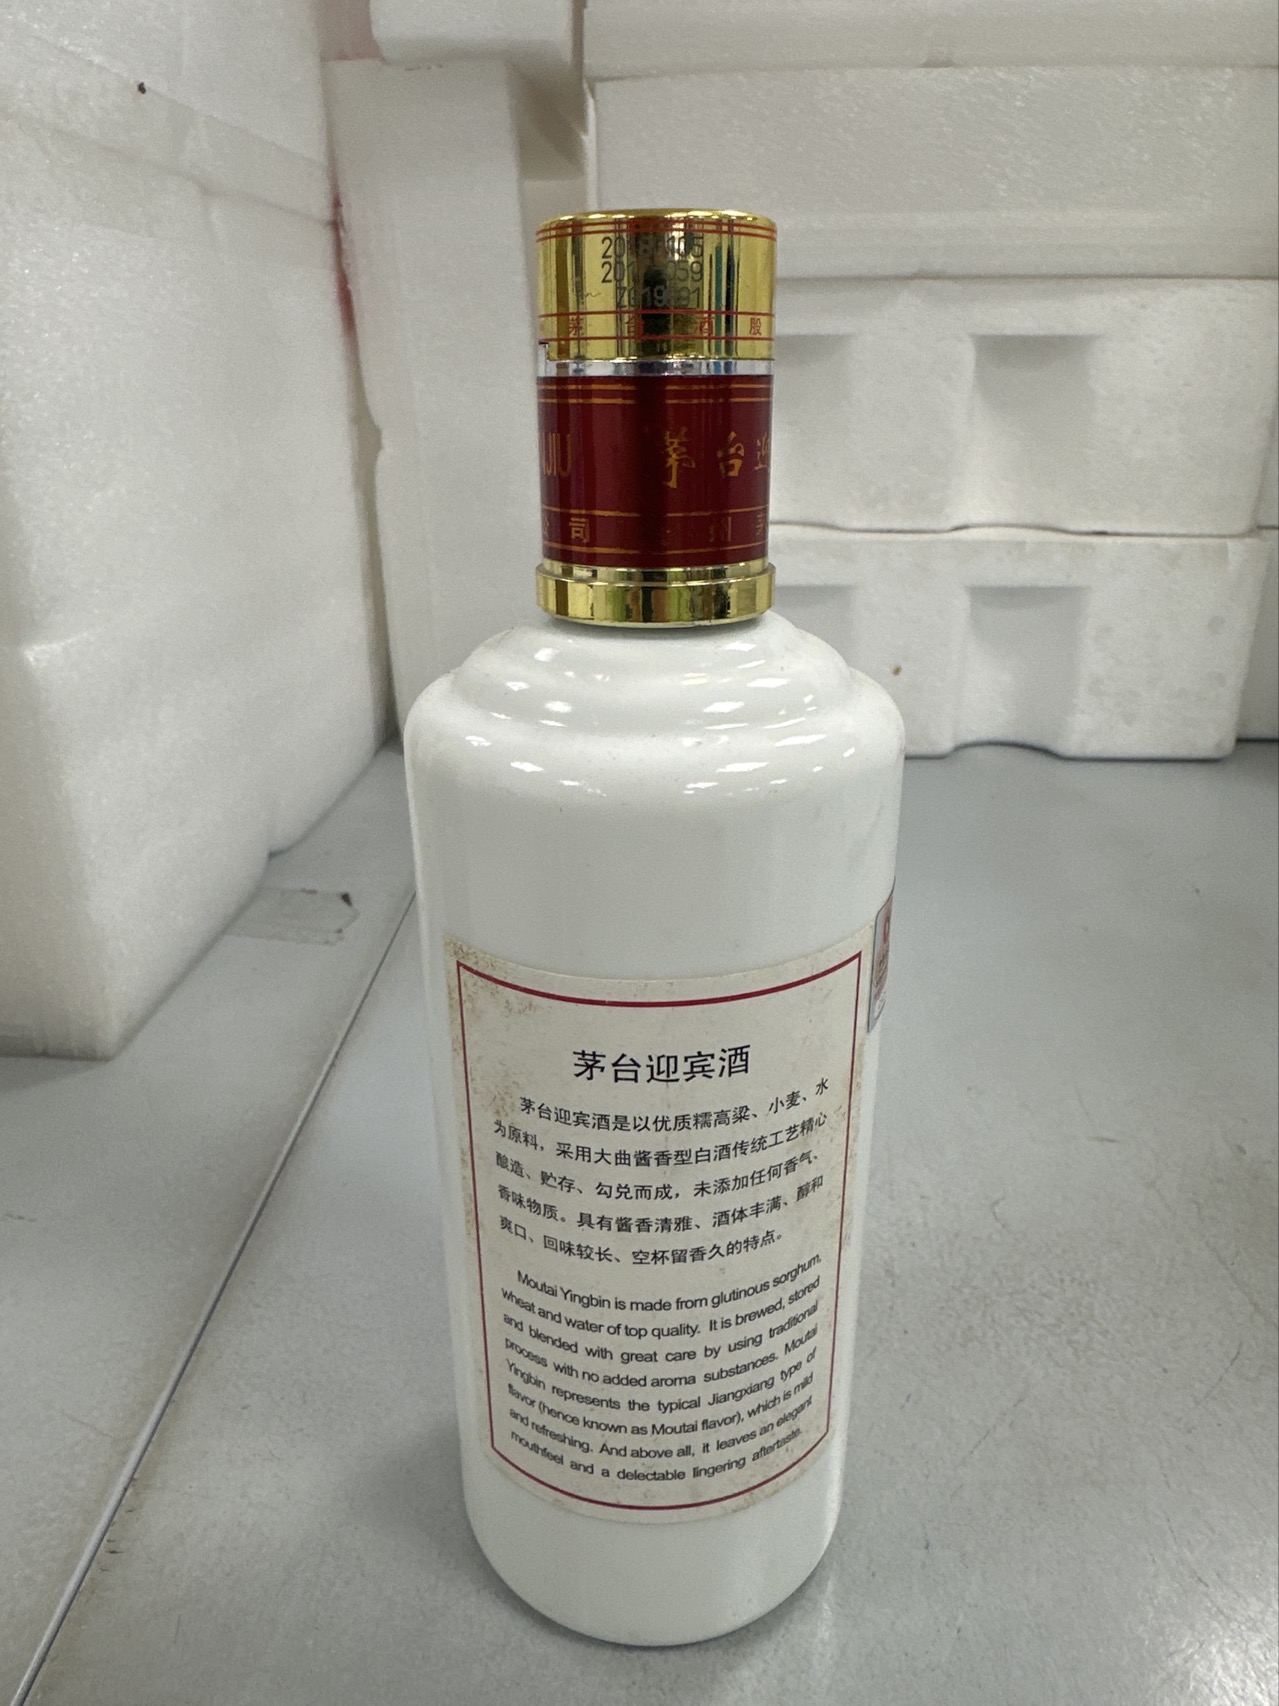 茅 台 酒 股
JIU 茅台迎
司 州
茅台迎宾酒
茅台迎宾酒是以优质糯高粱、小麦、水
为原料，采用大曲酱香型白酒传统工艺精心
酿造、贮存、勾兑而成，未添加任何香气、
香味物质。具有酱香清雅、酒体丰满、醇和
爽口、回味较长、空杯留香久的特点。
Moutai Yingbin is made from glutinous sorghum,
wheat and water of top quality. It is brewed, stored
and blended with great care by using traditional
process with no added aroma substances. Moutai
Yingbin represents the typical Jiangxiang type of
flavor (hence known as Moutai flavor), which is mild
and refreshing. And above all, it leaves an elegant
mouthfeel and a delectable lingering aftertaste.